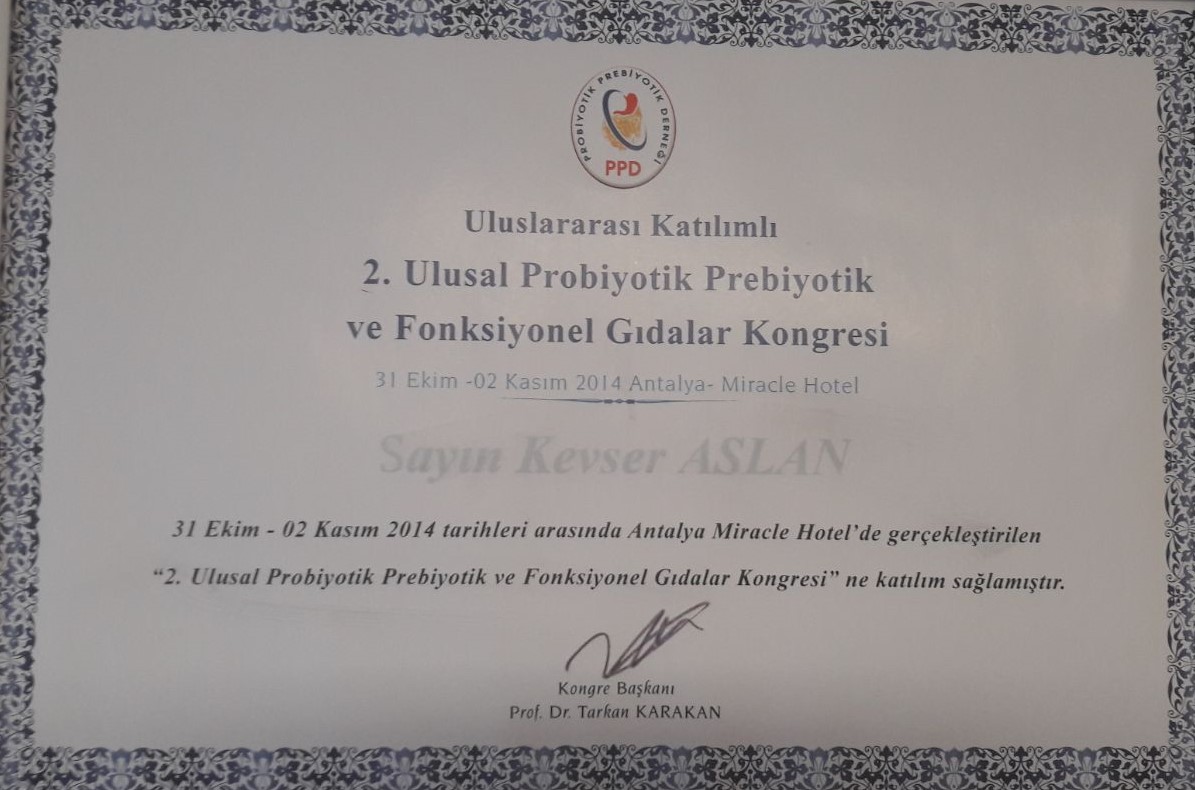 PROBİYOTİK PREBİYOTİK DERNEĞİ
PPD
Uluslararası Katılımlı
2. Ulusal Probiyotik Prebiyotik
ve Fonksiyonel Gıdalar Kongresi
31 Ekim -02 Kasım 2014 Antalya- Miracle Hotel
Sayın Kevser ASLAN
31 Ekim - 02 Kasım 2014 tarihleri arasında Antalya Miracle Hotel’de gerçekleştirilen
“2. Ulusal Probiyotik Prebiyotik ve Fonksiyonel Gıdalar Kongresi” ne katılım sağlamıştır.
Kongre Başkanı
Prof. Dr. Tarkan KARAKAN